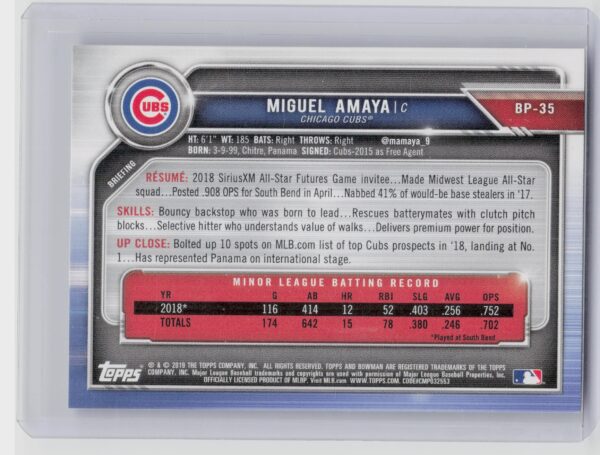 CUBS
MIGUEL AMAYA | C
CHICAGO CUBS®
BP-35
HT: 6'1" WT: 185 BATS: Right THROWS: Right @mamaya_9
BORN: 3-9-99, Chitre, Panama SIGNED: Cubs-2015 as Free Agent
BRIEFING
RÉSUMÉ: 2018 SiriusXM All-Star Futures Game invitee...Made Midwest League All-Star
squad...Posted .908 OPS for South Bend in April...Nabbed 41% of would-be base stealers in '17.
SKILLS: Bouncy backstop who was born to lead...Rescues batterymates with clutch pitch
blocks...Selective hitter who understands value of walks...Delivers premium power for position.
UP CLOSE: Bolted up 10 spots on MLB.com list of top Cubs prospects in '18, landing at No.
1...Has represented Panama on international stage.
MINOR LEAGUE BATTING RECORD
YR G AB HR RBI SLG AVG OPS
2018* 116 414 12 52 .403 .256 .752
TOTALS 174 642 15 78 .380 .246 .702
*Played at South Bend
Topps
® & © 2019 THE TOPPS COMPANY, INC. ALL RIGHTS RESERVED. TOPPS AND BOWMAN ARE REGISTERED TRADEMARKS OF THE TOPPS
COMPANY, INC. Major League Baseball trademarks and copyrights are used with permission of Major League Baseball Properties, Inc.
OFFICIALLY LICENSED PRODUCT OF MLBP. Visit MLB.com WWW.TOPPS.COM. CODE#CMP032553